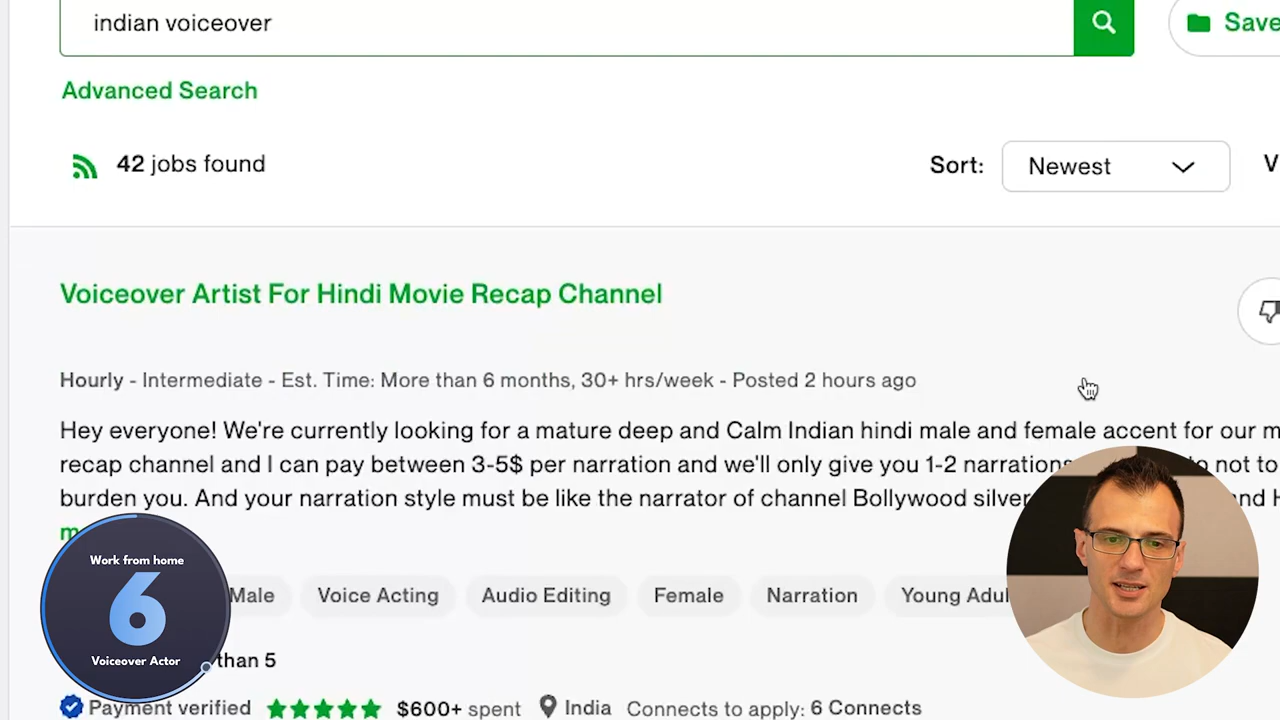 indian voiceover
Save
Advanced Search
42 jobs found
Sort: Newest
V
Voiceover Artist For Hindi Movie Recap Channel
Hourly - Intermediate - Est. Time: More than 6 months, 30+ hrs/week - Posted 2 hours ago
Hey everyone! We're currently looking for a mature deep and Calm Indian hindi male and female accent for our m
recap channel and I can pay between 3-5$ per narration and we'll only give you 1-2 narrations not to
burden you. And your narration style must be like the narrator of channel Bollywood silver and H
m
Male Voice Acting Audio Editing Female Narration Young Adul
than 5
Payment verified $600+ spent India Connects to apply: 6 Connects
Work from home
6
Voiceover Actor